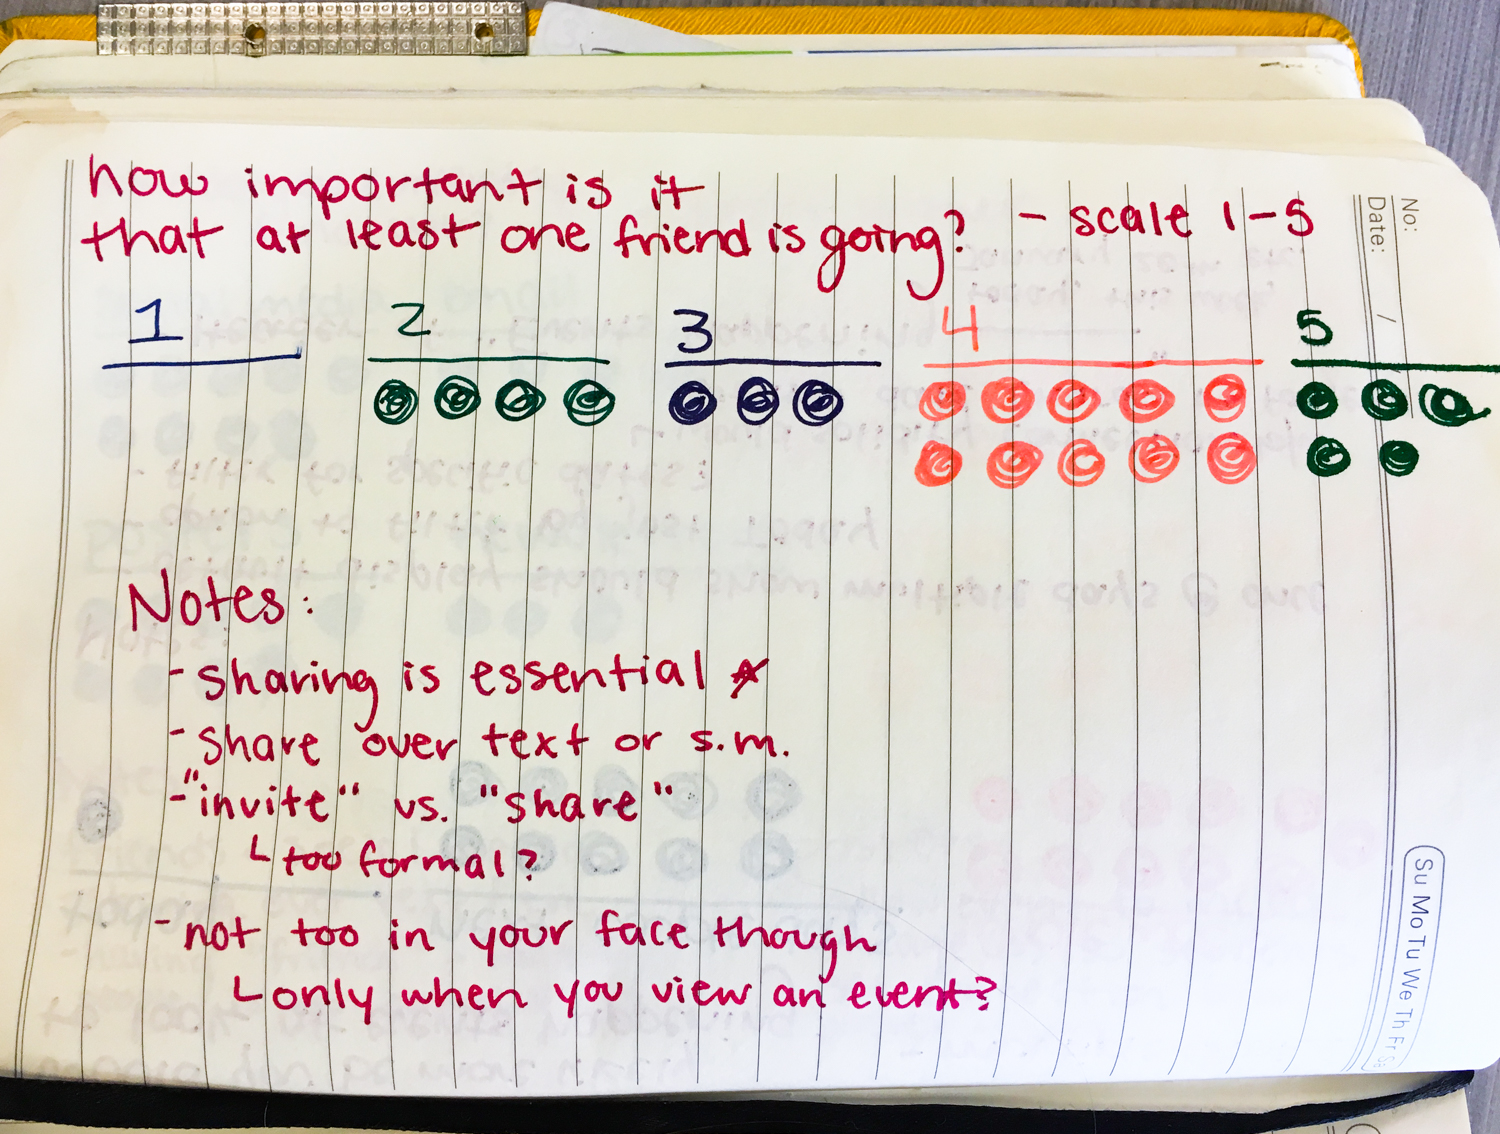 how important is it
that at least one friend is going? - scale 1-5
1 2 3 4 5
Notes:
- sharing is essential
- share over text or s.m.
- "invite" vs. "share"
too formal?
- not too in your face though
only when you view an event?
No:
Date: /
Su Mo Tu We Th Fr